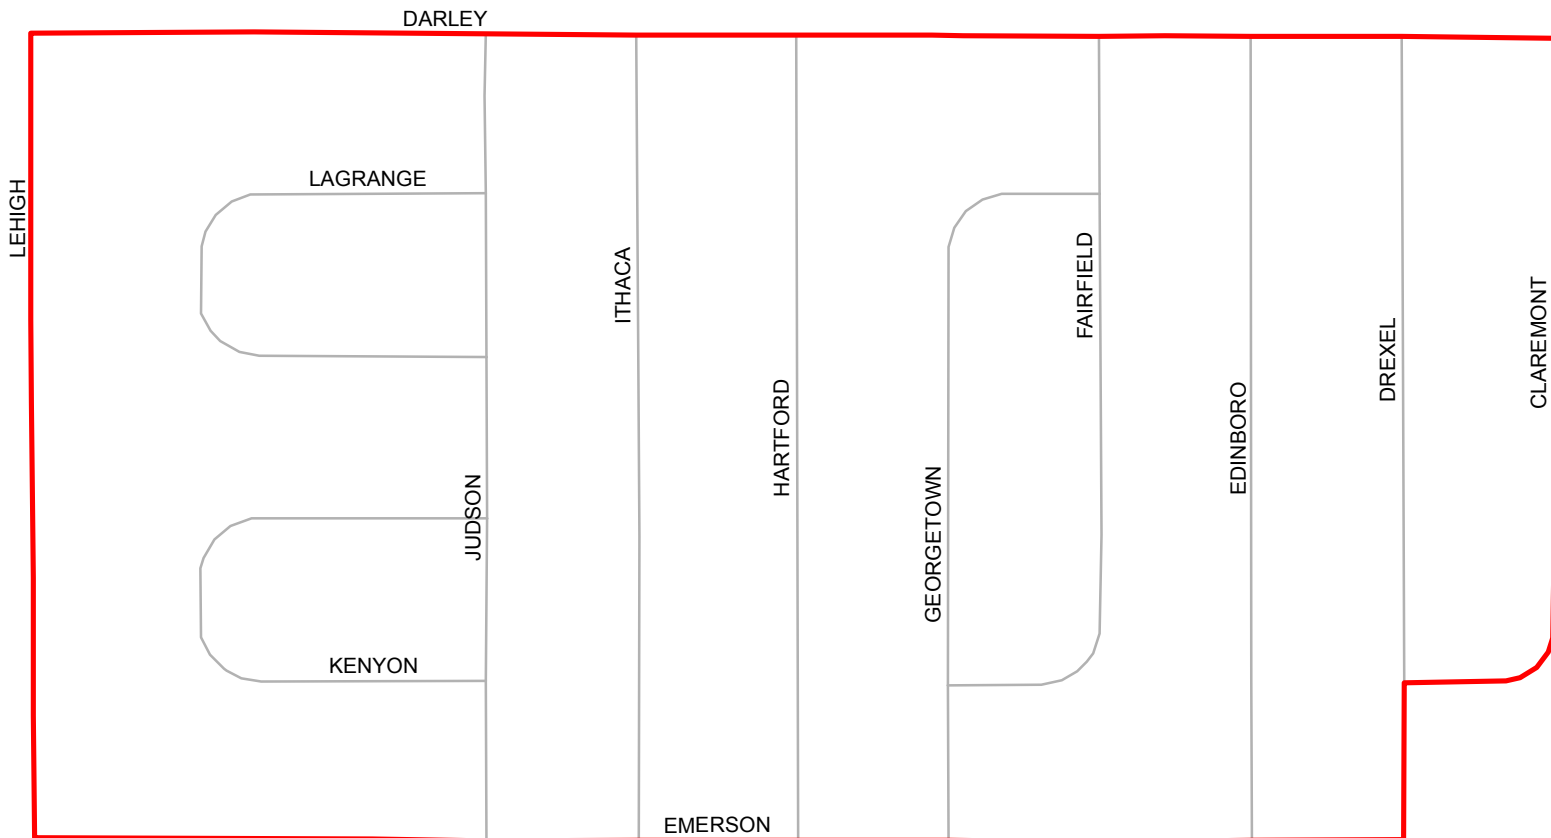 DARLEY
LAGRANGE
LEHIGH
ITHACA
FAIRFIELD
CLAREMONT
DREXEL
HARTFORD
EDINBORO
GEORGETOWN
JUDSON
KENYON
EMERSON